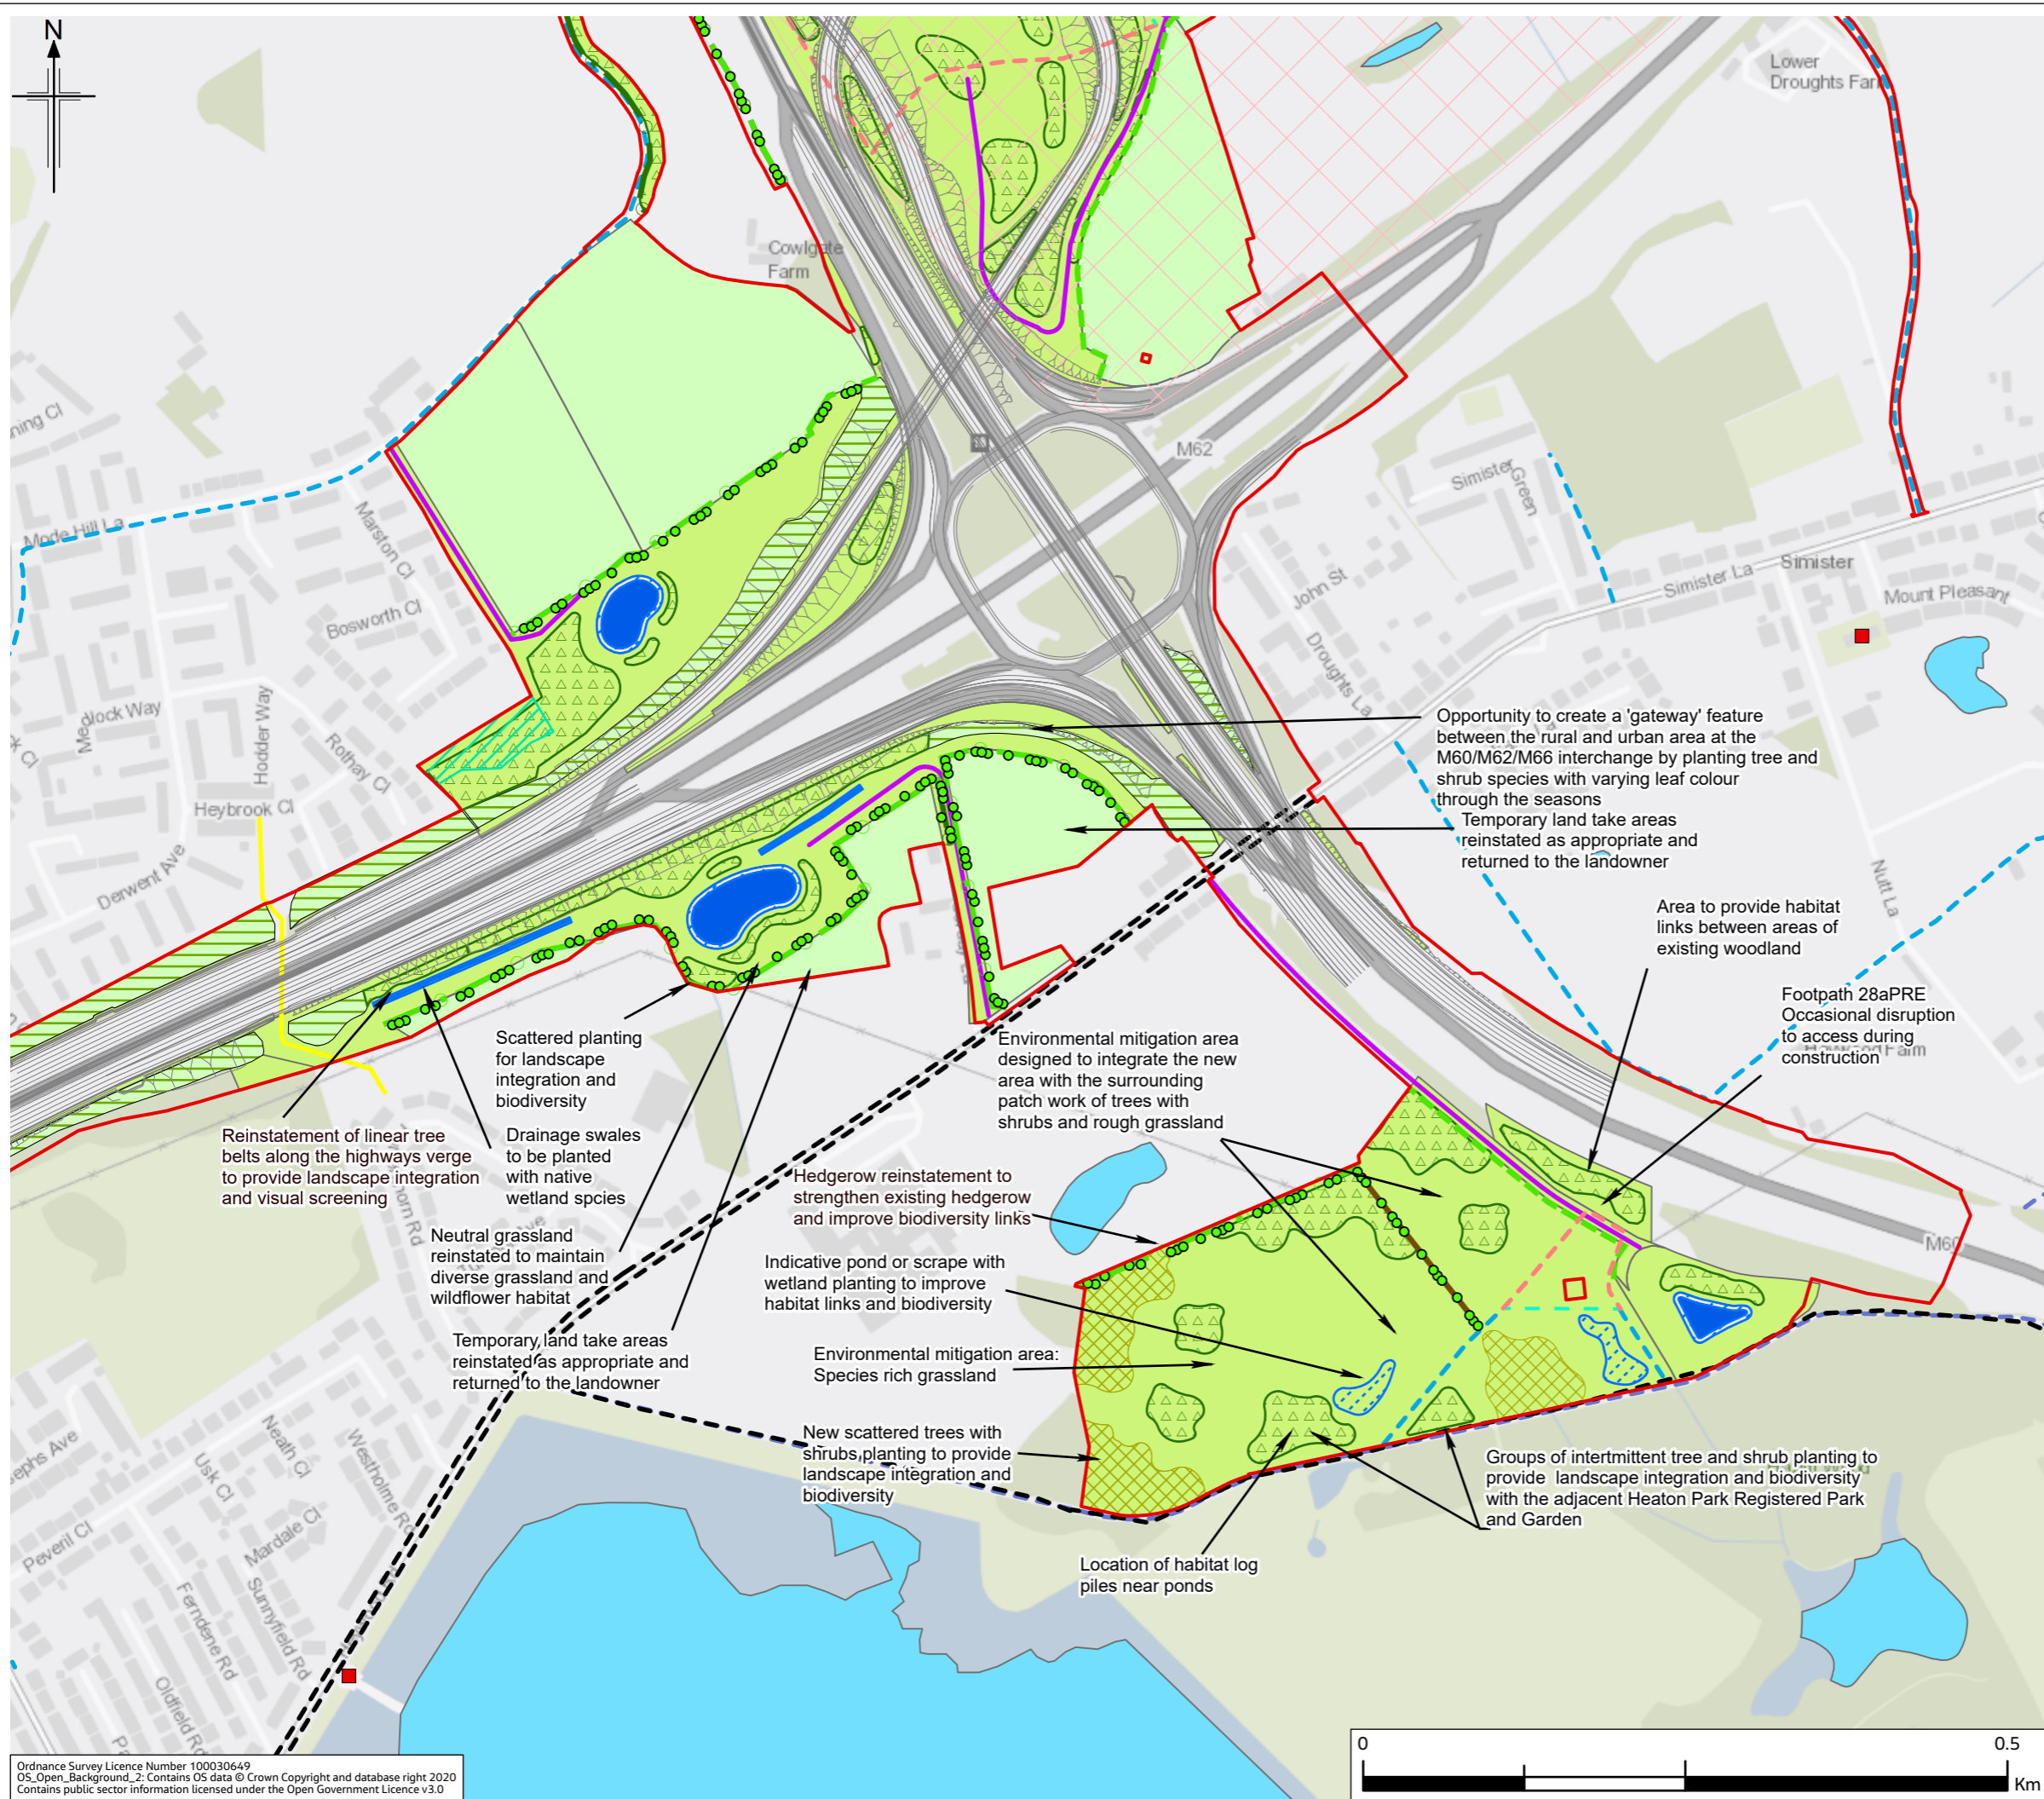 N
Lower
Droughts Farm
Cowlgate
Farm
M62
Simister
Green
Mode Hill La
Marston Cl
Bosworth Cl
John St
Simister La
Simister
Mount Pleasant
Droughts La
Hodder Way
Rothay Cl
Heybrook Cl
Derwent Ave
Nutt La
Opportunity to create a 'gateway' feature
between the rural and urban area at the
M60/M62/M66 interchange by planting tree and
shrub species with varying leaf colour
through the seasons
Temporary land take areas
reinstated as appropriate and
returned to the landowner
Area to provide habitat
links between areas of
existing woodland
Footpath 28aPRE
Occasional disruption
to access during
construction
Farm
Scattered planting
for landscape
integration and
biodiversity
Environmental mitigation area
designed to integrate the new
area with the surrounding
patch work of trees with
shrubs and rough grassland
Reinstatement of linear tree
belts along the highways verge
to provide landscape integration
and visual screening
Drainage swales
to be planted
with native
wetland spcies
Hedgerow reinstatement to
strengthen existing hedgerow
and improve biodiversity links
Neutral grassland
reinstated to maintain
diverse grassland and
wildflower habitat
Indicative pond or scrape with
wetland planting to improve
habitat links and biodiversity
M60
Temporary land take areas
reinstated as appropriate and
returned to the landowner
Environmental mitigation area:
Species rich grassland
New scattered trees with
shrubs planting to provide
landscape integration and
biodiversity
Groups of intertmittent tree and shrub planting to
provide  landscape integration and biodiversity
with the adjacent Heaton Park Registered Park
and Garden
Location of habitat log
piles near ponds
Neath Cl
Usk Cl
Westholme Rd
Mardale Cl
Peveril Cl
Sunnyfield Rd
Ferndene Rd
Oldfield Rd
0
0.5
Km
Ordnance Survey Licence Number 100030649
OS_Open_Background_2: Contains OS data © Crown Copyright and database right 2020
Contains public sector information licensed under the Open Government Licence v3.0